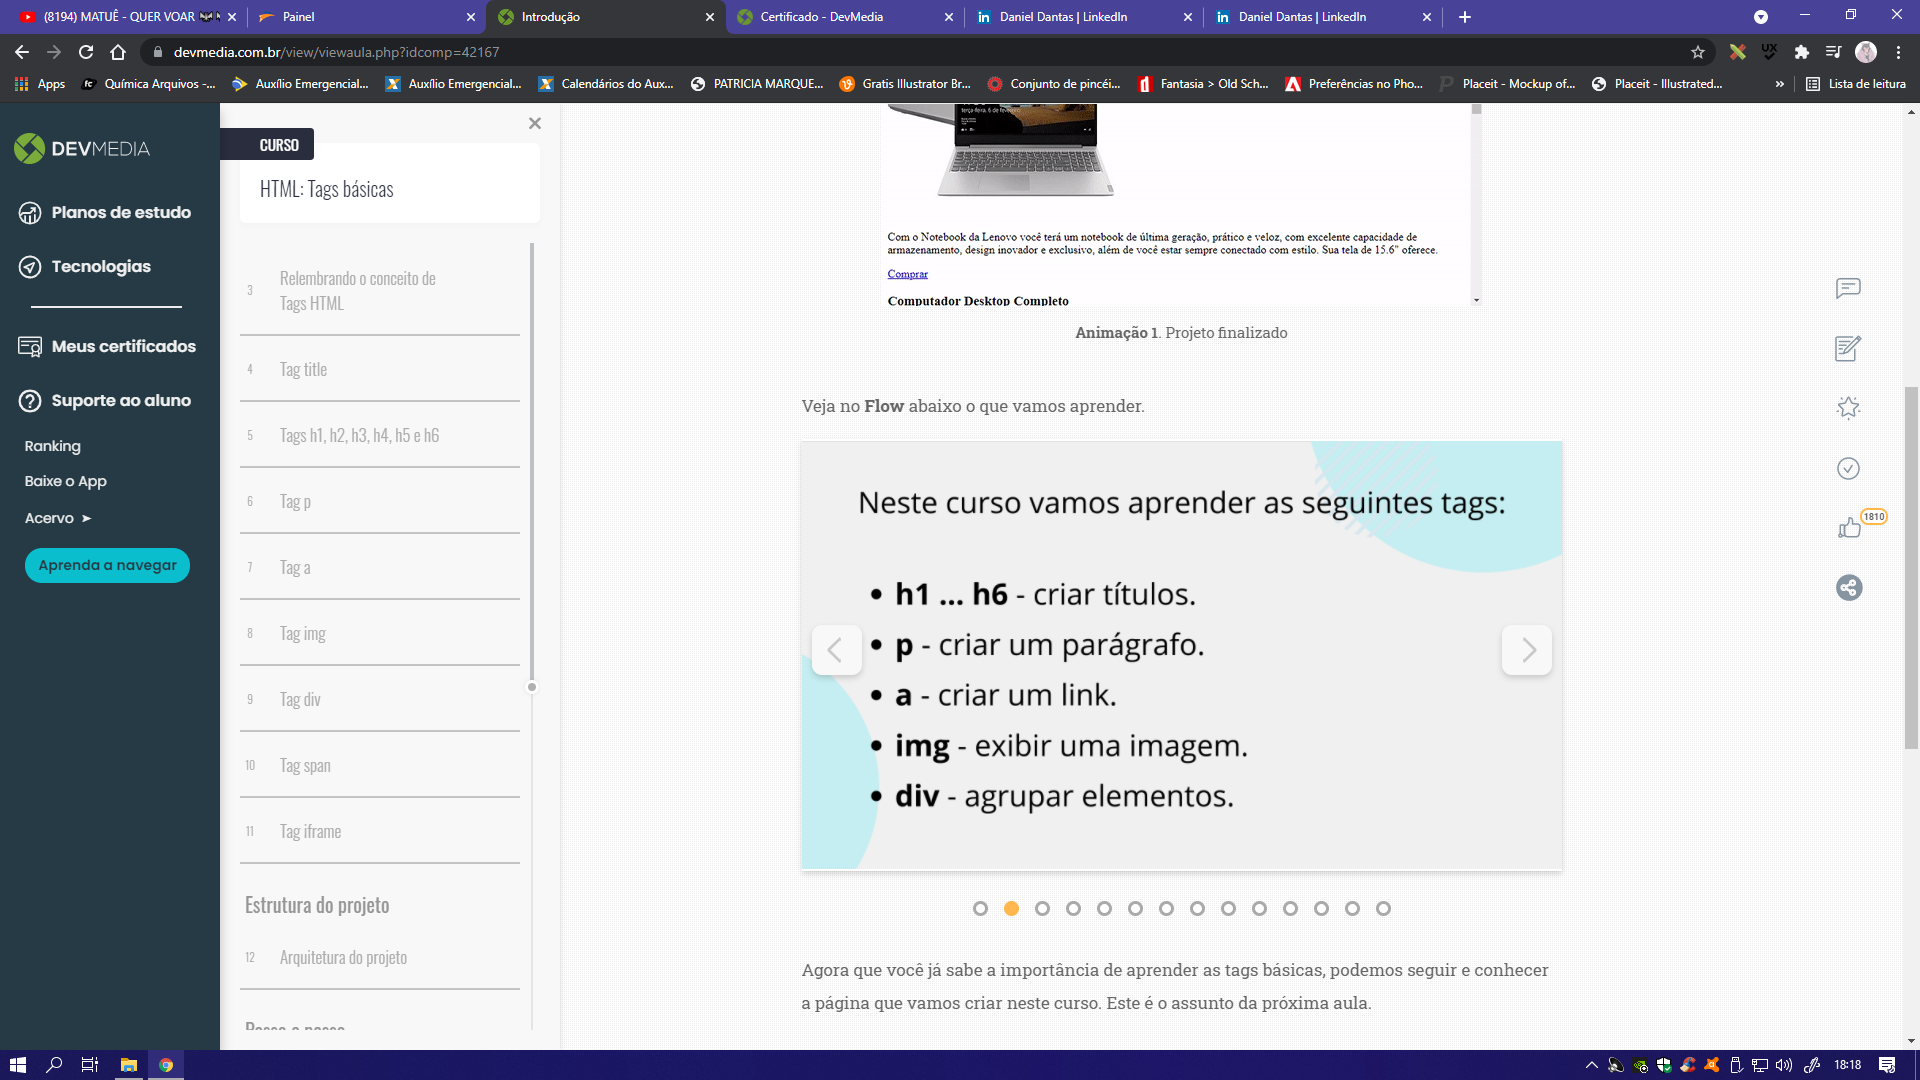 (8194) MATUÊ - QUER VOAR
Painel
Introdução
Certificado - DevMedia
Daniel Dantas | LinkedIn
Daniel Dantas | LinkedIn
devmedia.com.br/view/viewaula.php?idcomp=42167
Apps
Química Arquivos -...
Auxílio Emergencial...
Auxílio Emergencial...
Calendários do Aux...
PATRICIA MARQUE...
Gratis Illustrator Br...
Conjunto de pincéi...
Fantasia > Old Sch...
Preferências no Pho...
Placeit - Mockup of...
Placeit - Illustrated...
»
Lista de leitura
DEVMEDIA
Planos de estudo
Tecnologias
Meus certificados
Suporte ao aluno
Ranking
Baixe o App
Acervo ➤
Aprenda a navegar
CURSO
HTML: Tags básicas
3 Relembrando o conceito de
Tags HTML
4 Tag title
5 Tags h1, h2, h3, h4, h5 e h6
6 Tag p
7 Tag a
8 Tag img
9 Tag div
10 Tag span
11 Tag iframe
Estrutura do projeto
12 Arquitetura do projeto
Passo a passo
Com o Notebook da Lenovo você terá um notebook de última geração, prático e veloz, com excelente capacidade de
armazenamento, design inovador e exclusivo, além de você estar sempre conectado com estilo. Sua tela de 15.6" oferece.
Comprar
Computador Desktop Completo
Animação 1. Projeto finalizado
Veja no Flow abaixo o que vamos aprender.
Neste curso vamos aprender as seguintes tags:
• h1 ... h6 - criar títulos.
• p - criar um parágrafo.
• a - criar um link.
• img - exibir uma imagem.
• div - agrupar elementos.
Agora que você já sabe a importância de aprender as tags básicas, podemos seguir e conhecer
a página que vamos criar neste curso. Este é o assunto da próxima aula.
1810
18:18